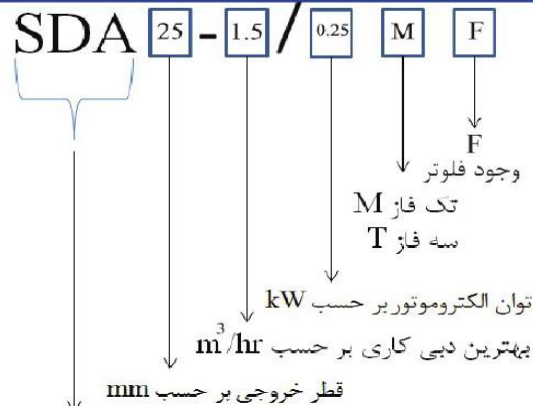 SDA 25 - 1.5 / 0.25 M F
F
وجود فلوتر
تک فاز M
سه فاز T
توان الکتروموتور بر حسب kW
بهترین دبی کاری بر حسب m³/hr
قطر خروجی بر حسب mm